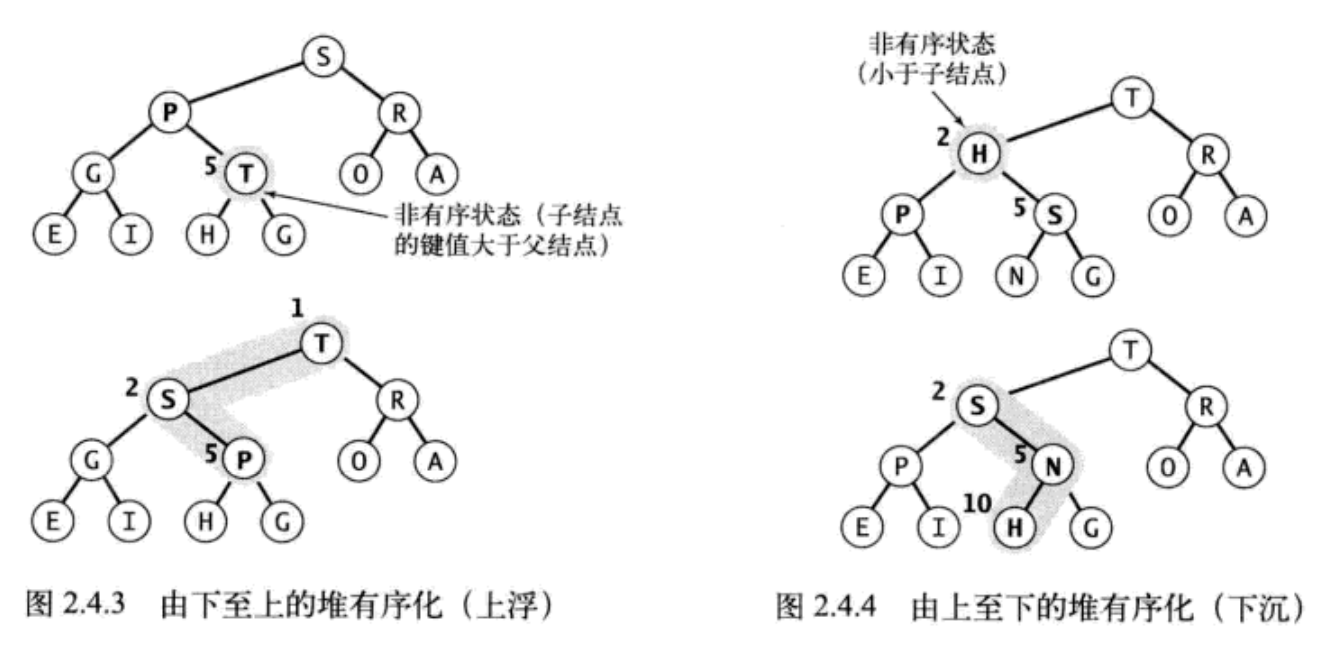 S
P
R
G
5
T
O
A
E
I
H
G
非有序状态（子结点
的键值大于父结点）
1
T
2
S
R
G
5
P
O
A
E
I
H
G
图 2.4.3 由下至上的堆有序化（上浮）
非有序状态
（小于子结点）
T
2
H
R
P
5
S
O
A
E
I
N
G
T
2
S
R
P
5
N
O
A
10
E
I
H
G
图 2.4.4 由上至下的堆有序化（下沉）